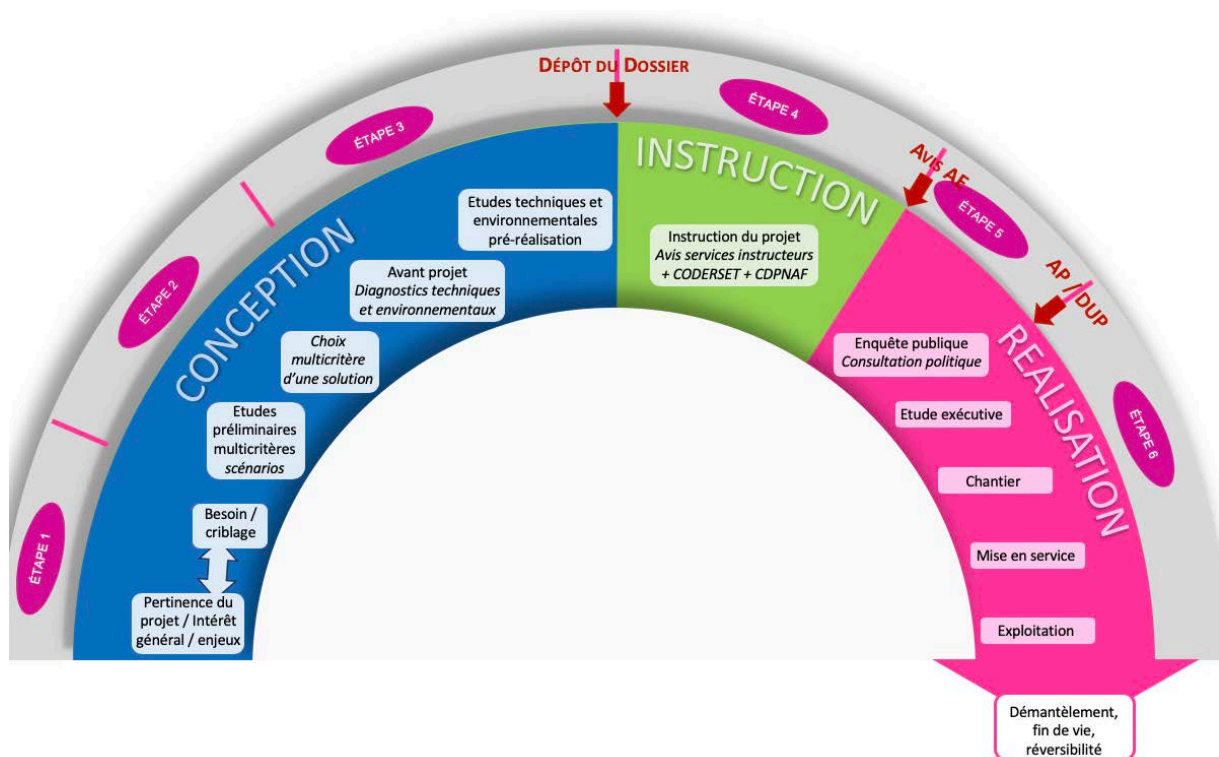 DÉPÔT DU DOSSIER
ÉTAPE 1
ÉTAPE 2
ÉTAPE 3
ÉTAPE 4
AVIS AE
ÉTAPE 5
AP / DUP
ÉTAPE 6
CONCEPTION
Pertinence du
projet / Intérêt
général / enjeux
Besoin /
criblage
Etudes
préliminaires
multicritères
scénarios
Choix
multicritère
d'une solution
Avant projet
Diagnostics techniques
et environnementaux
Etudes techniques et
environnementales
pré-réalisation
INSTRUCTION
Instruction du projet
Avis services instructeurs
+ CODERSET + CDPNAF
REALISATION
Enquête publique
Consultation politique
Etude exécutive
Chantier
Mise en service
Exploitation
Démantèlement,
fin de vie,
réversibilité